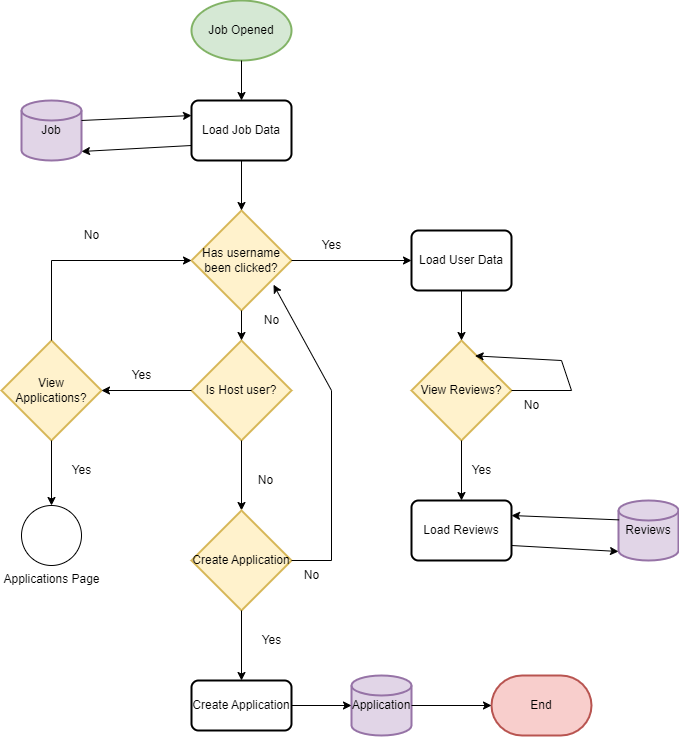 Job Opened
Job
Load Job Data
No
Has username
been clicked?
Yes
Load User Data
No
View
Applications?
Yes
Is Host user?
View Reviews?
No
Yes
No
Yes
Applications Page
Create Application
No
Load Reviews
Reviews
Yes
Create Application
Application
End